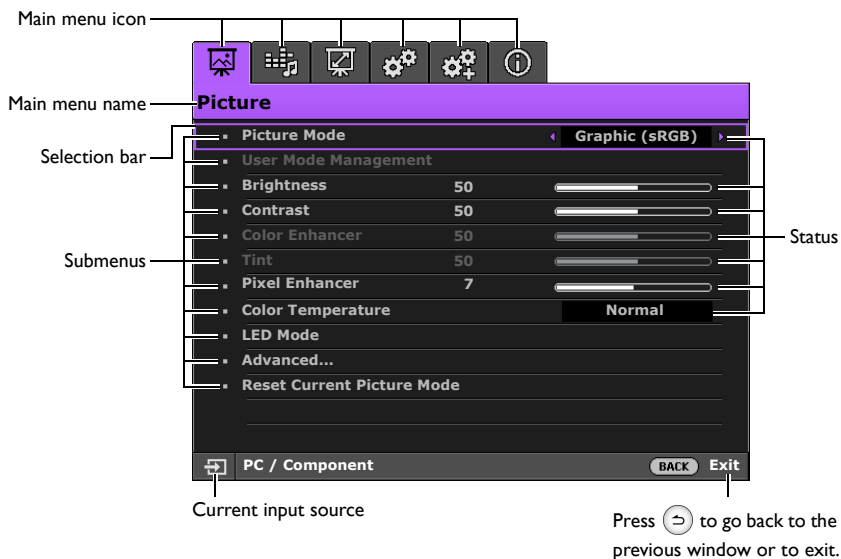 Main menu icon
Main menu name
Picture
Selection bar
Picture Mode Graphic (sRGB)
User Mode Management
Brightness 50
Contrast 50
Color Enhancer 50
Status
Submenus
Tint 50
Pixel Enhancer 7
Color Temperature Normal
LED Mode
Advanced...
Reset Current Picture Mode
PC / Component BACK Exit
Current input source
Press to go back to the
previous window or to exit.